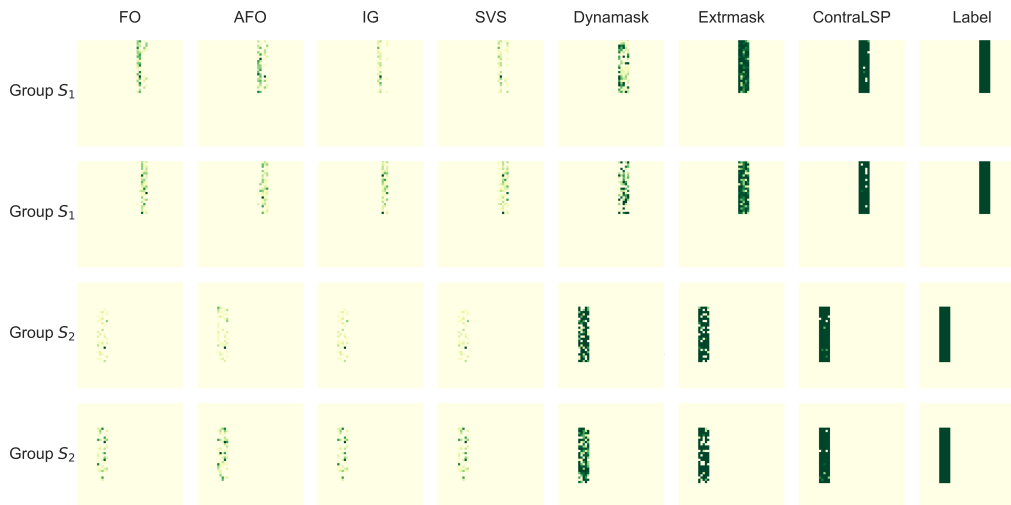 FO AFO IG SVS Dynamask Extrmask ContraLSP Label
Group S₁
Group S₁
Group S₂
Group S₂